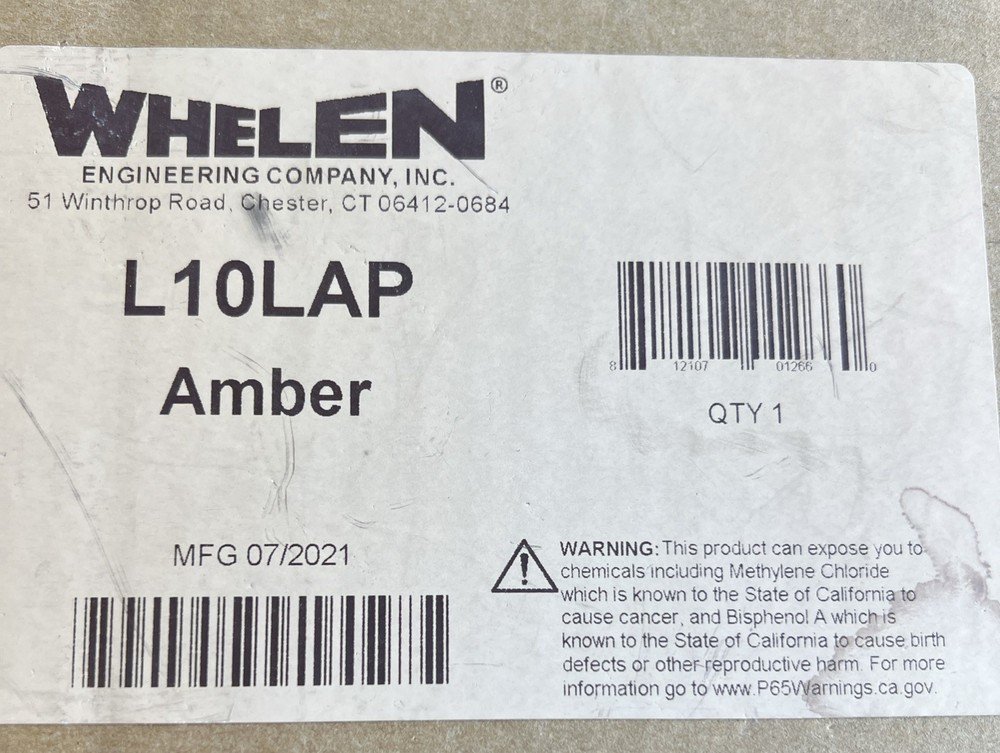 WHELEN®
ENGINEERING COMPANY, INC.
51 Winthrop Road, Chester, CT 06412-0684
L10LAP
Amber
8 12107 01266 0
QTY 1
MFG 07/2021
WARNING: This product can expose you to
chemicals including Methylene Chloride
which is known to the State of California to
cause cancer, and Bisphenol A which is
known to the State of California to cause birth
defects or other reproductive harm. For more
information go to www.P65Warnings.ca.gov.